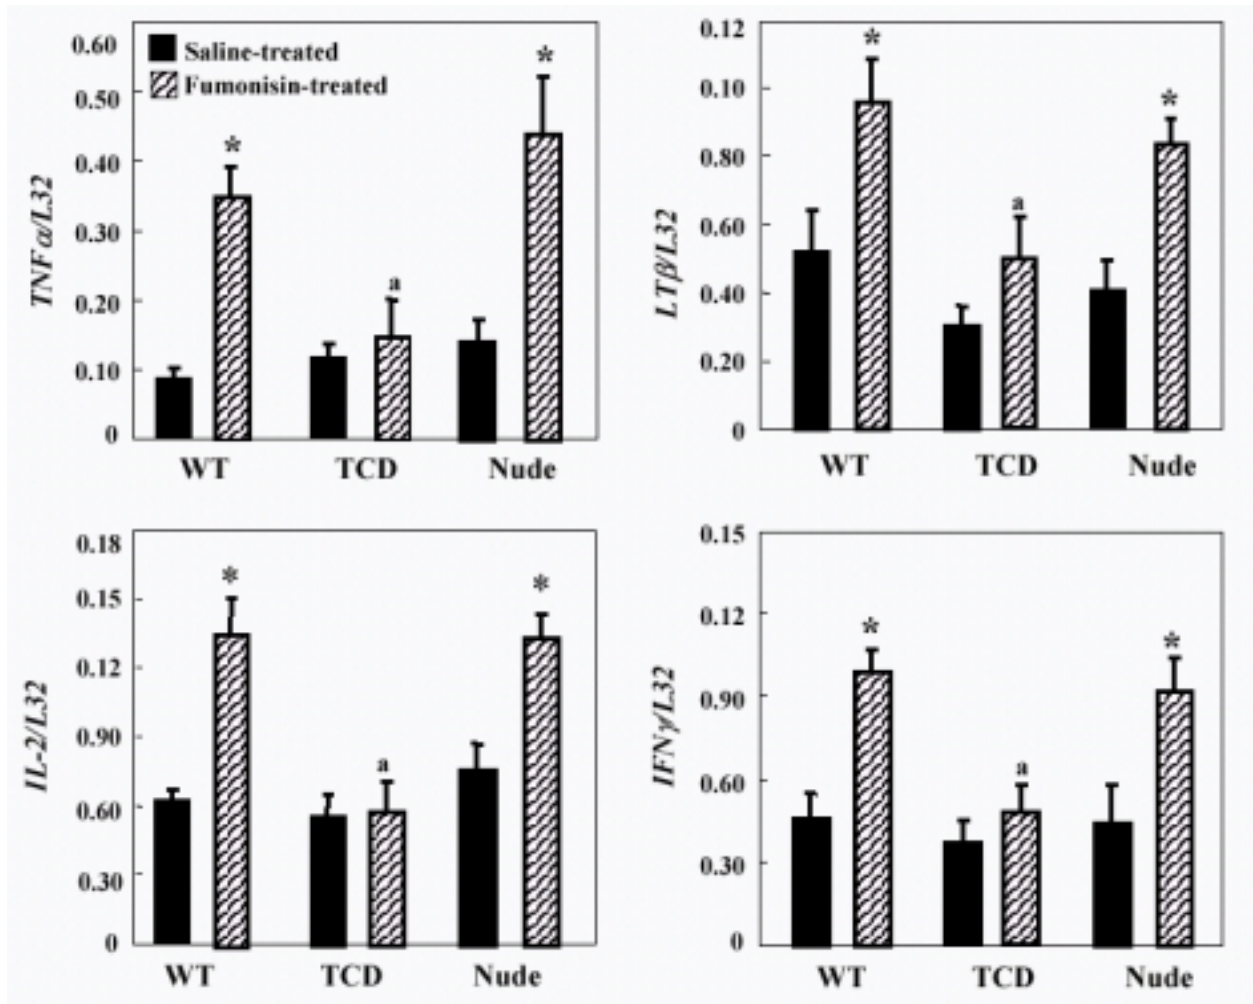 0.60
0.50
0.40
0.30
0.20
0.10
0
TNFα/L32
Saline-treated
Fumonisin-treated
*
a
*
WT TCD Nude
0.12
0.10
0.80
0.60
0.40
0.20
0
LTβ/L32
*
a
*
WT TCD Nude
0.18
0.15
0.12
0.90
0.60
0.30
0
IL-2/L32
*
a
*
WT TCD Nude
0.15
0.12
0.90
0.60
0.30
0
IFNγ/L32
*
a
*
WT TCD Nude